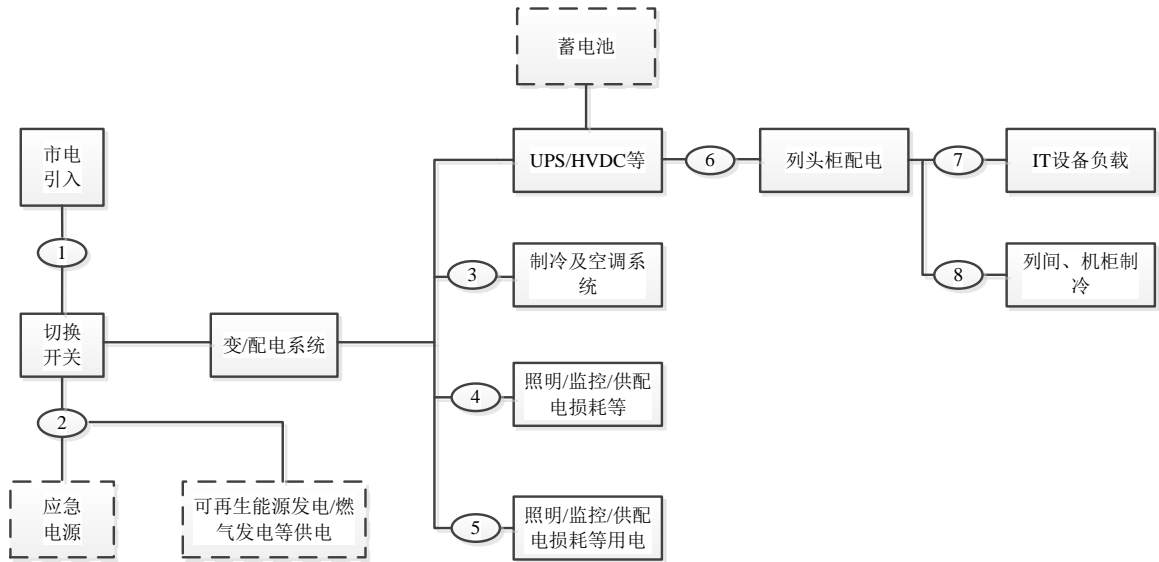 蓄电池
市电
引入
UPS/HVDC等
6
列头柜配电
7
IT设备负载
1
3
制冷及空调系
统
8
列间、机柜制
冷
切换
开关
变/配电系统
4
照明/监控/供配
电损耗等
2
应急
电源
可再生能源发电/燃
气发电等供电
5
照明/监控/供配
电损耗等用电